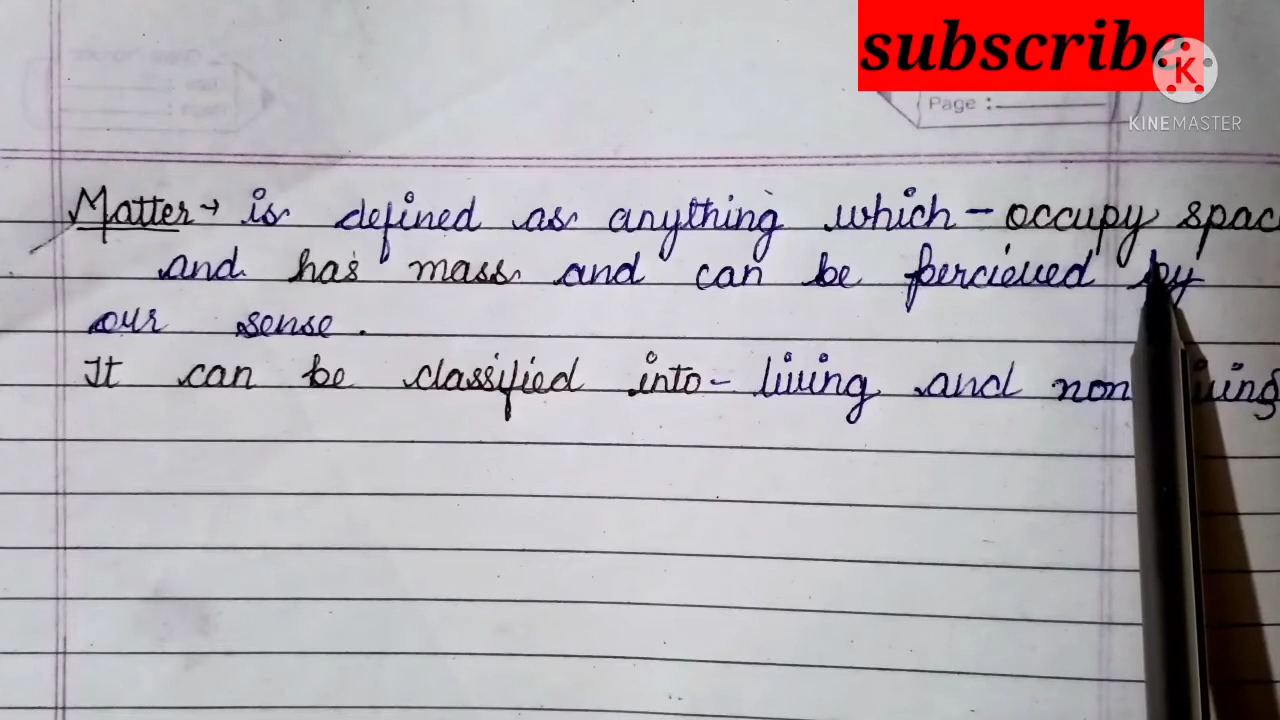 subscribe
KINEMASTER
Page :
Matter → is defined as anything which - occupy spac
and has mass and can be percieved by
our sense.
It can be classified into - living and non iving